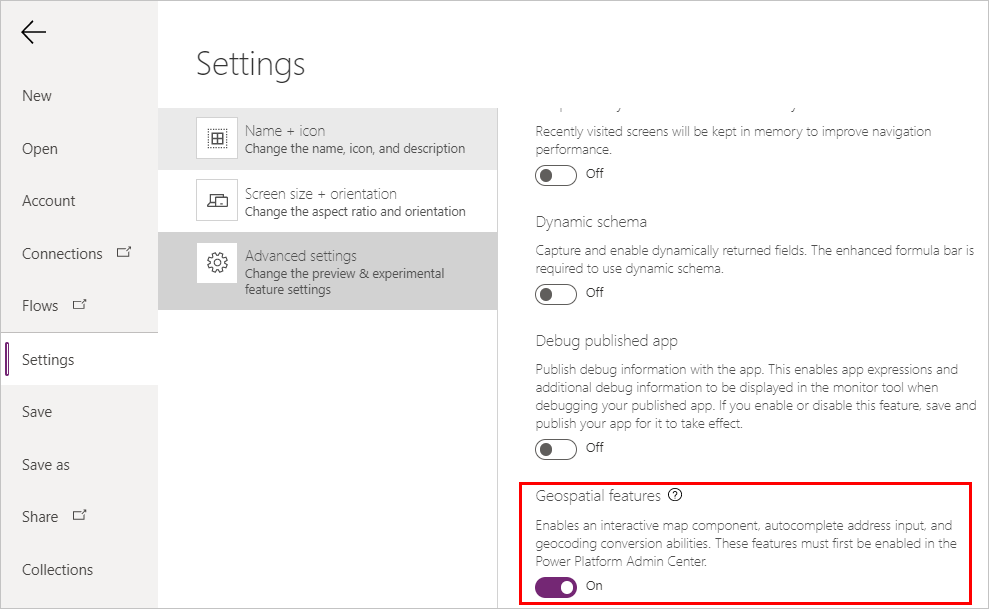 Settings
New
Open
Account
Connections
Flows
Settings
Save
Save as
Share
Collections
Name + icon
Change the name, icon, and description
Screen size + orientation
Change the aspect ratio and orientation
Advanced settings
Change the preview & experimental
feature settings
Recently visited screens will be kept in memory to improve navigation
performance.
Off
Dynamic schema
Capture and enable dynamically returned fields. The enhanced formula bar is
required to use dynamic schema.
Off
Debug published app
Publish debug information with the app. This enables app expressions and
additional debug information to be displayed in the monitor tool when
debugging your published app. If you enable or disable this feature, save and
publish your app for it to take effect.
Off
Geospatial features ?
Enables an interactive map component, autocomplete address input, and
geocoding conversion abilities. These features must first be enabled in the
Power Platform Admin Center.
On